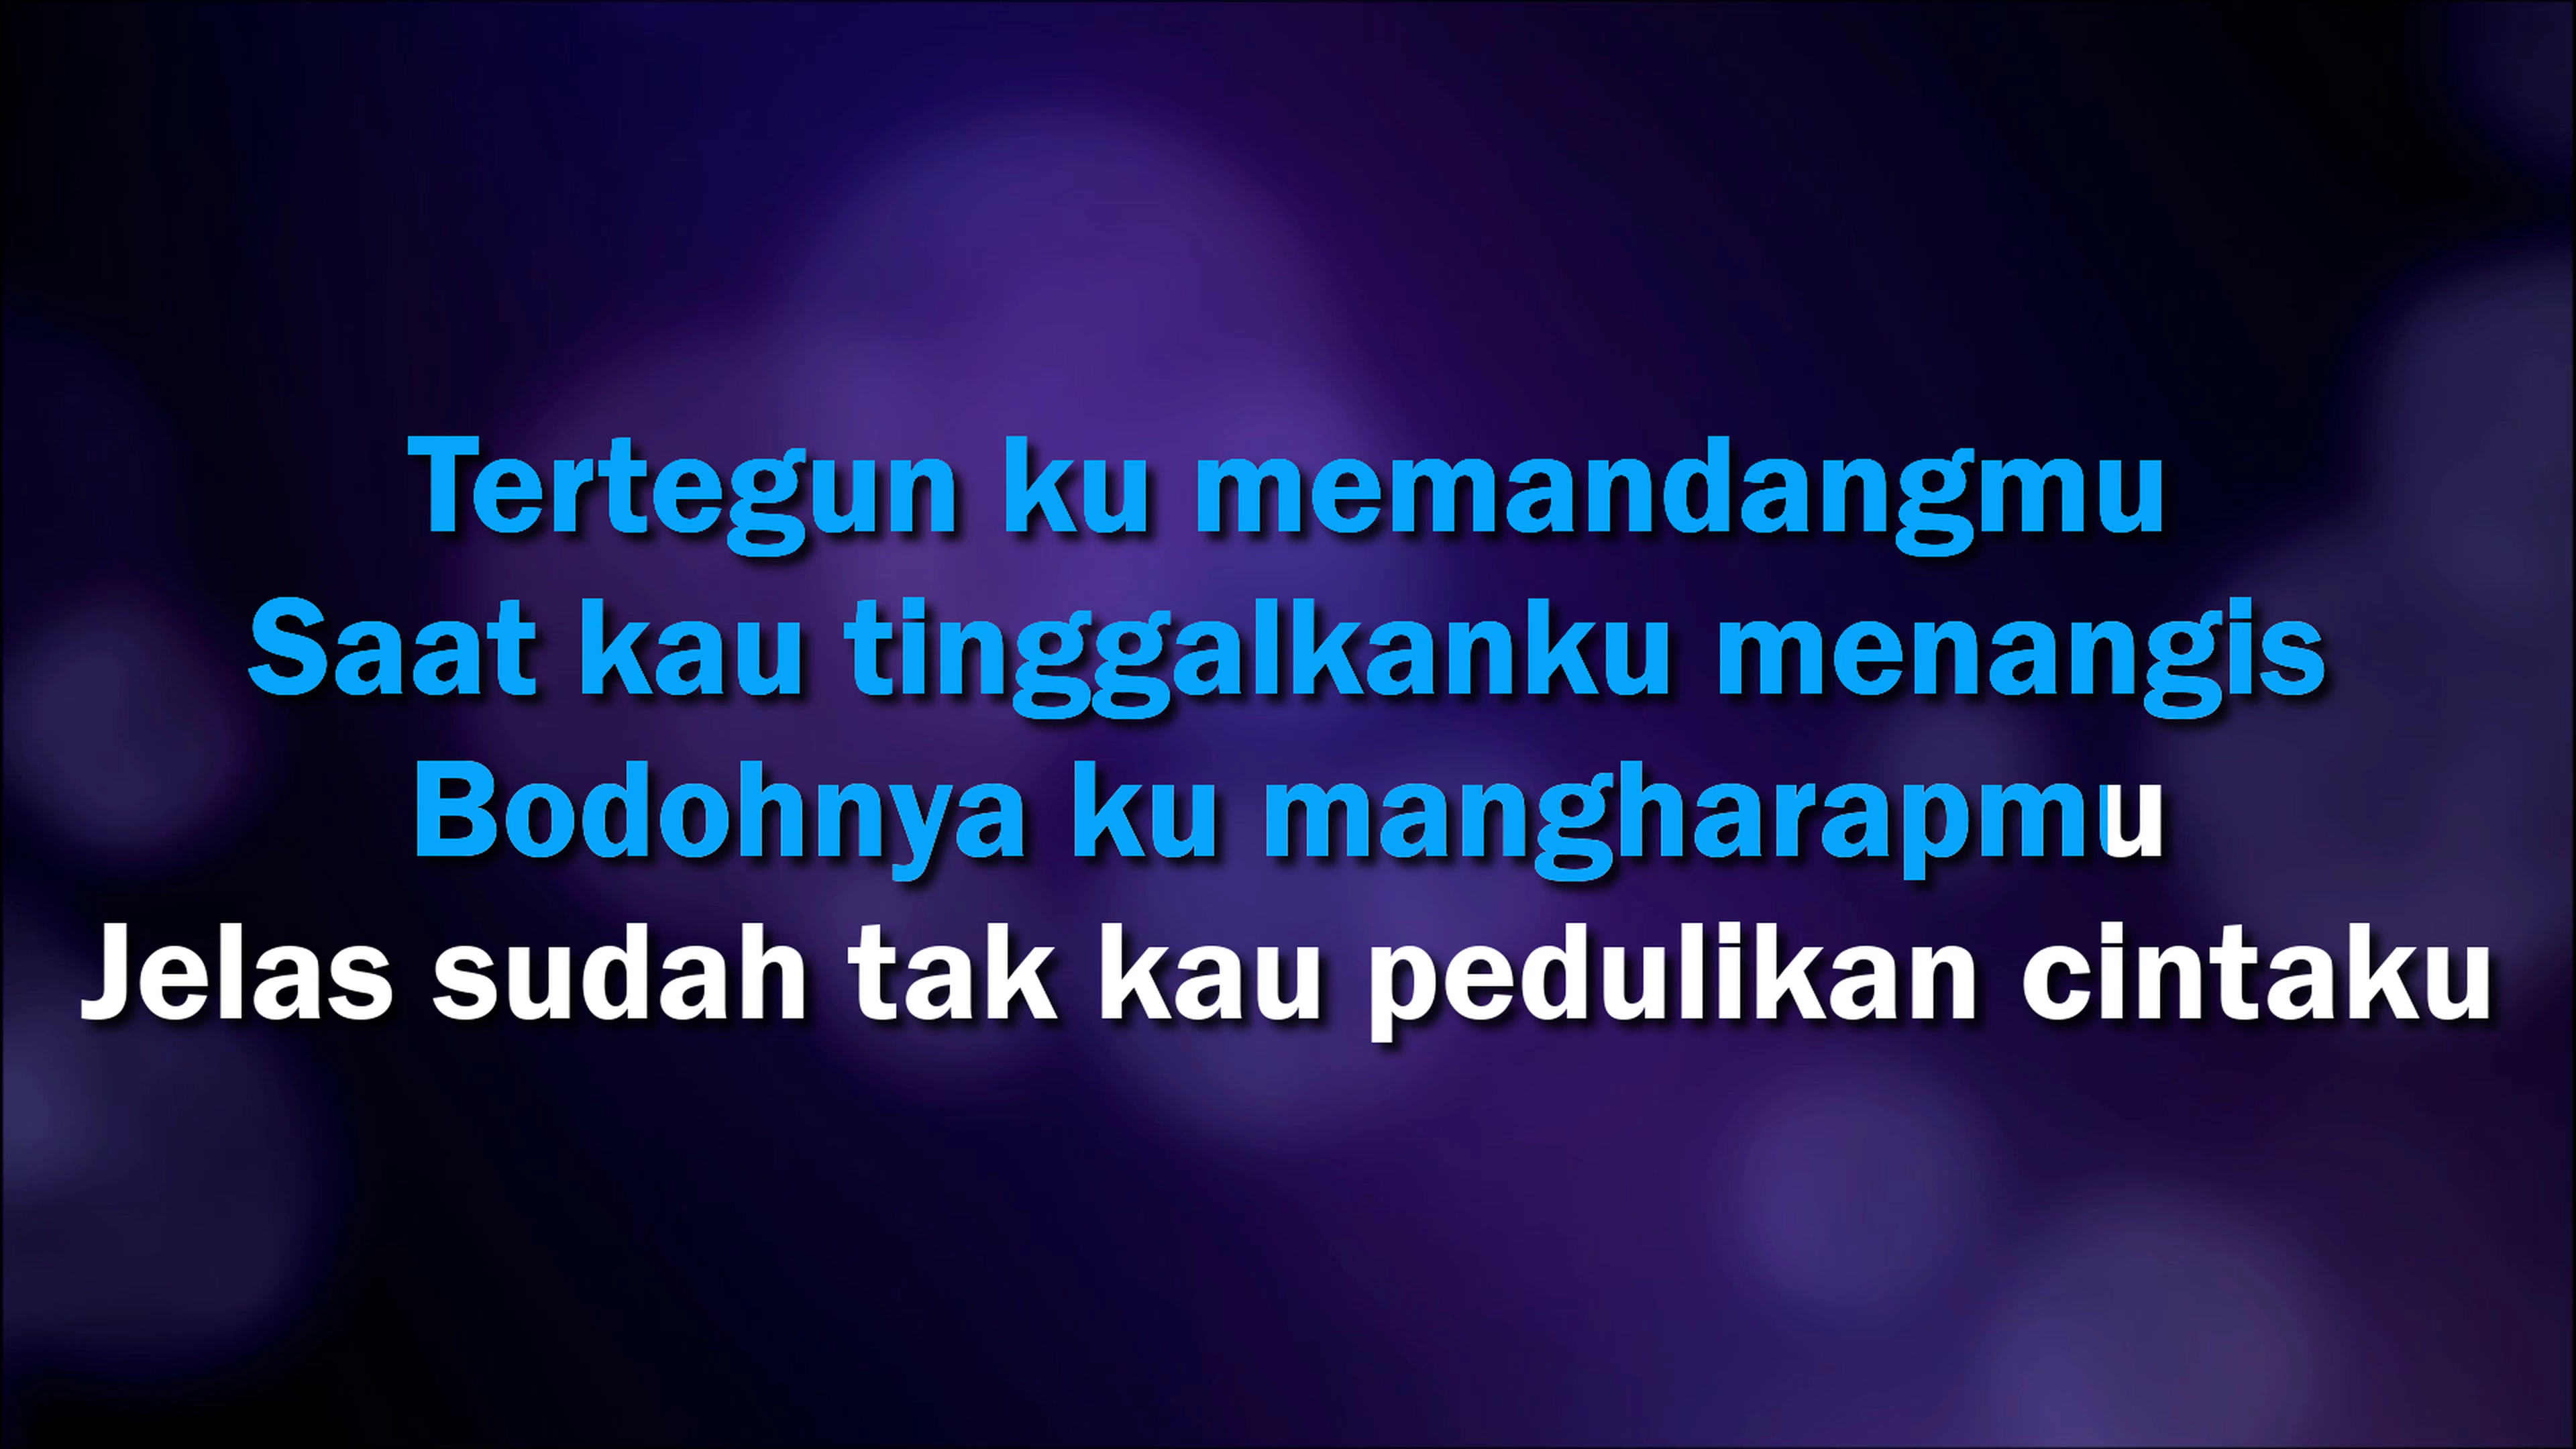 Tertegun ku memandangmu
Saat kau tinggalkanku menangis
Bodohnya ku mangharapmu
Jelas sudah tak kau pedulikan cintaku